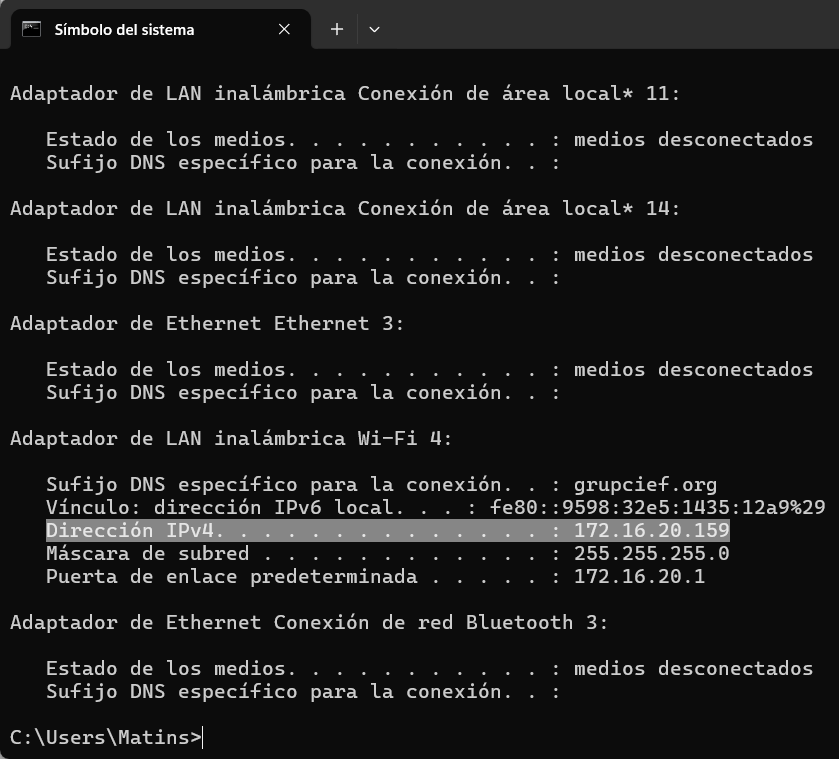 Símbolo del sistema
Adaptador de LAN inalámbrica Conexión de área local* 11:
Estado de los medios. . . . . . . . . . . : medios desconectados
Sufijo DNS específico para la conexión. . :
Adaptador de LAN inalámbrica Conexión de área local* 14:
Estado de los medios. . . . . . . . . . . : medios desconectados
Sufijo DNS específico para la conexión. . :
Adaptador de Ethernet Ethernet 3:
Estado de los medios. . . . . . . . . . . : medios desconectados
Sufijo DNS específico para la conexión. . :
Adaptador de LAN inalámbrica Wi-Fi 4:
Sufijo DNS específico para la conexión. . : grupcief.org
Vínculo: dirección IPv6 local. . . : fe80::9598:32e5:1435:12a9%29
Dirección IPv4. . . . . . . . . . . . . . : 172.16.20.159
Máscara de subred . . . . . . . . . . . . : 255.255.255.0
Puerta de enlace predeterminada . . . . . : 172.16.20.1
Adaptador de Ethernet Conexión de red Bluetooth 3:
Estado de los medios. . . . . . . . . . . : medios desconectados
Sufijo DNS específico para la conexión. . :
C:\Users\Matins>